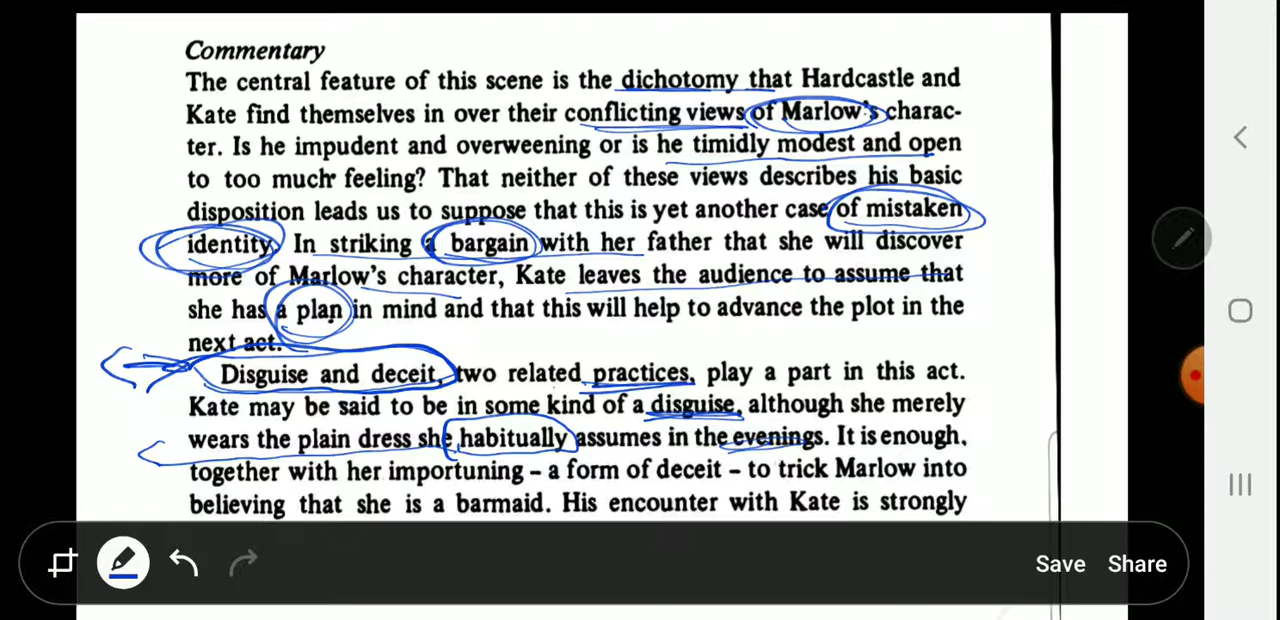 Commentary
The central feature of this scene is the dichotomy that Hardcastle and
Kate find themselves in over their conflicting views of Marlow's charac-
ter. Is he impudent and overweening or is he timidly modest and open
to too much feeling? That neither of these views describes his basic
disposition leads us to suppose that this is yet another case of mistaken
identity. In striking a bargain with her father that she will discover
more of Marlow's character, Kate leaves the audience to assume that
she has a plan in mind and that this will help to advance the plot in the
next act.
Disguise and deceit, two related practices, play a part in this act.
Kate may be said to be in some kind of a disguise, although she merely
wears the plain dress she habitually assumes in the evenings. It is enough,
together with her importuning – a form of deceit – to trick Marlow into
believing that she is a barmaid. His encounter with Kate is strongly
Save Share